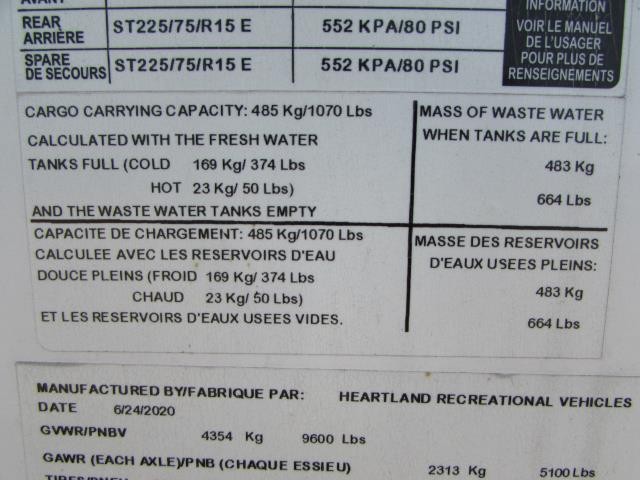 AVANT
REAR ST225/75/R15 E 552 KPA/80 PSI
ARRIÈRE
SPARE ST225/75/R15 E 552 KPA/80 PSI
DE SECOURS
INFORMATION
VOIR LE MANUEL
DE L'USAGER
POUR PLUS DE
RENSEIGNEMENTS
CARGO CARRYING CAPACITY: 485 Kg/1070 Lbs
CALCULATED WITH THE FRESH WATER
TANKS FULL (COLD 169 Kg/ 374 Lbs
HOT 23 Kg/ 50 Lbs)
AND THE WASTE WATER TANKS EMPTY
MASS OF WASTE WATER
WHEN TANKS ARE FULL:
483 Kg
664 Lbs
CAPACITE DE CHARGEMENT: 485 Kg/1070 Lbs
CALCULEE AVEC LES RESERVOIRS D'EAU
DOUCE PLEINS (FROID 169 Kg/ 374 Lbs
CHAUD 23 Kg/ 50 Lbs)
ET LES RESERVOIRS D'EAUX USEES VIDES.
MASSE DES RESERVOIRS
D'EAUX USEES PLEINS:
483 Kg
664 Lbs
MANUFACTURED BY/FABRIQUE PAR: HEARTLAND RECREATIONAL VEHICLES
DATE 6/24/2020
GVWR/PNBV 4354 Kg 9600 Lbs
GAWR (EACH AXLE)/PNB (CHAQUE ESSIEU) 2313 Kg 5100 Lbs